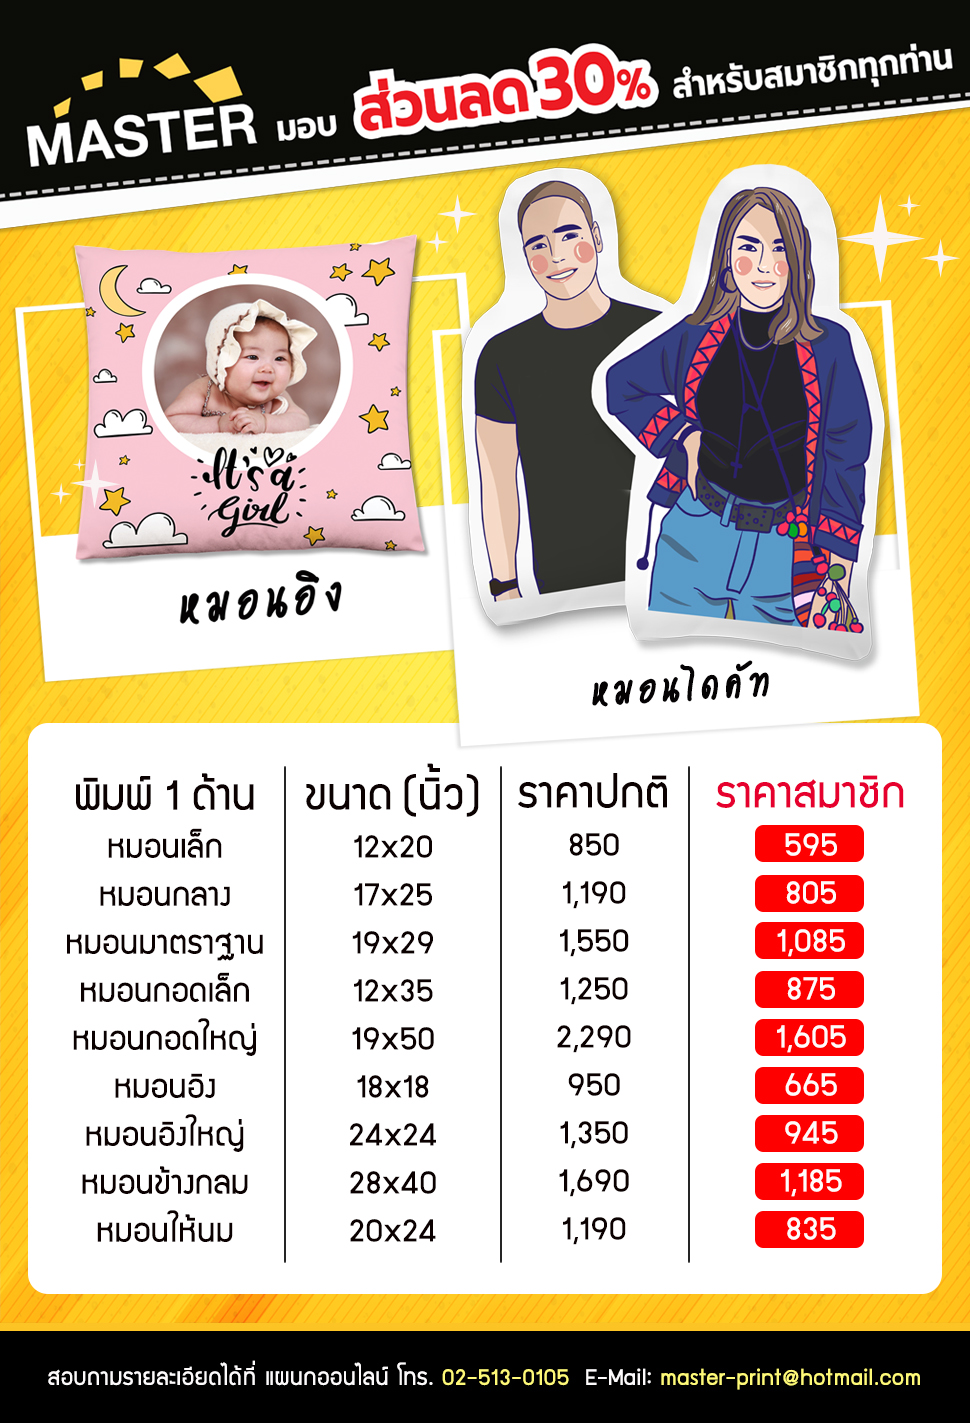 MASTER มอบ ส่วนลด 30% สำหรับสมาชิกทุกท่าน
It's a
Girl
หมอนอิง
หมอนไดคัท
พิมพ์ 1 ด้าน ขนาด (นิ้ว) ราคาปกติ ราคาสมาชิก
หมอนเล็ก 12x20 850 595
หมอนกลาง 17x25 1,190 805
หมอนมาตราฐาน 19x29 1,550 1,085
หมอนกอดเล็ก 12x35 1,250 875
หมอนกอดใหญ่ 19x50 2,290 1,605
หมอนอิง 18x18 950 665
หมอนอิงใหญ่ 24x24 1,350 945
หมอนข้างกลม 28x40 1,690 1,185
หมอนให้นม 20x24 1,190 835
สอบถามรายละเอียดได้ที่ แผนกออนไลน์ โทร. 02-513-0105 E-Mail: master-print@hotmail.com